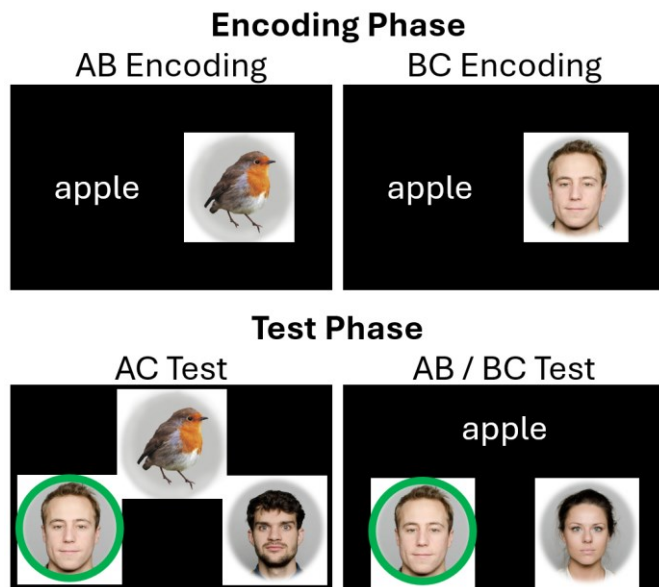 Encoding Phase
AB Encoding
BC Encoding
apple
apple
Test Phase
AC Test
AB / BC Test
apple